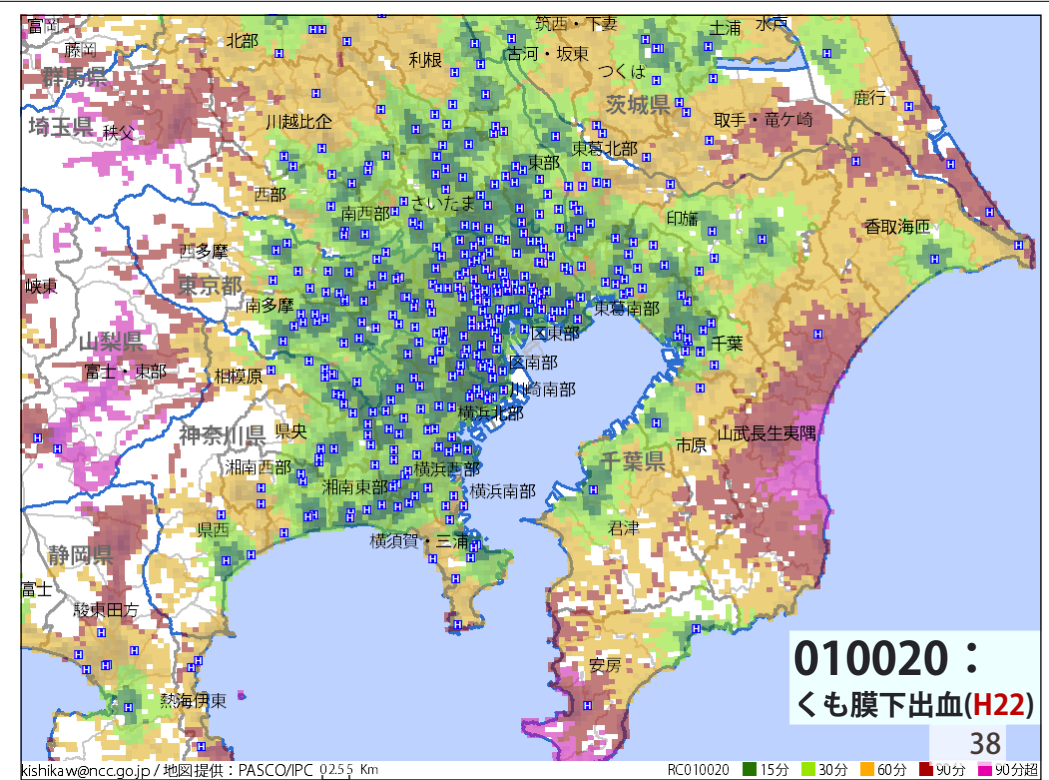 富岡
藤岡
群馬県
埼玉県
秩父
北部
利根
筑西・下妻
古河・坂東
つくば
土浦
水戸
茨城県
鹿行
取手・竜ケ崎
川越比企
東葛北部
東部
西部
南西部
さいたま
印旛
香取海匝
西多摩
東京都
南多摩
峡東
山梨県
富士・東部
相模原
東葛南部
区東部
千葉
区南部
川崎南部
横浜北部
神奈川県
県央
湘南西部
湘南東部
横浜西部
横浜南部
千葉県
市原
山武長生夷隅
君津
県西
横須賀・三浦
静岡県
富士
駿東田方
熱海伊東
安房
010020：
くも膜下出血(H22)
38
kishikaw@ncc.go.jp / 地図提供：PASCO/IPC
Km
RC010020 15分 30分 60分 90分 90分超